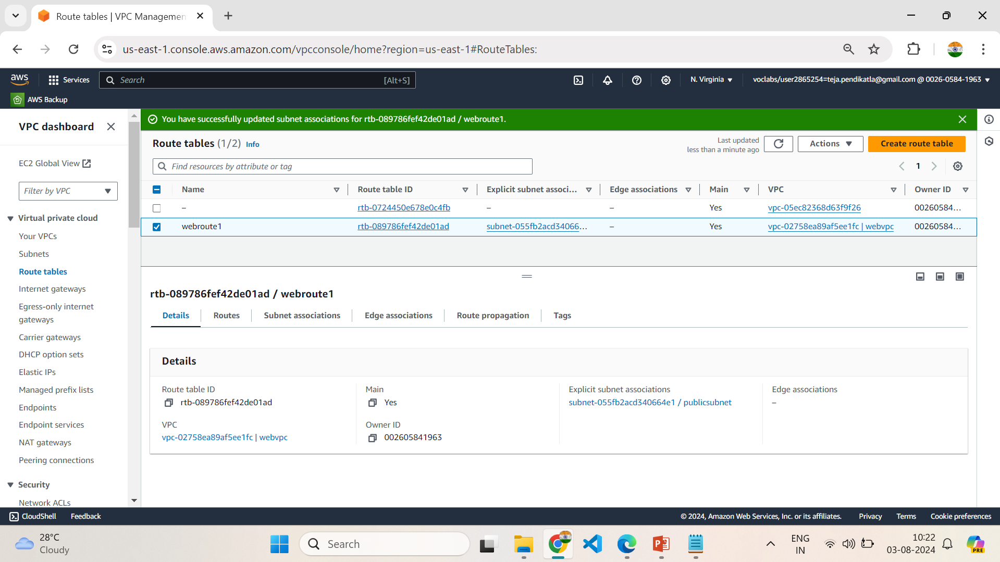 Route tables | VPC Managemen
us-east-1.console.aws.amazon.com/vpcconsole/home?region=us-east-1#RouteTables:
aws
Services
Search
[Alt+S]
N. Virginia
voclabs/user2865254=teja.pendikatla@gmail.com @ 0026-0584-1963
AWS Backup
VPC dashboard
EC2 Global View
Filter by VPC
Virtual private cloud
Your VPCs
Subnets
Route tables
Internet gateways
Egress-only internet
gateways
Carrier gateways
DHCP option sets
Elastic IPs
Managed prefix lists
Endpoints
Endpoint services
NAT gateways
Peering connections
Security
Network ACLs
You have successfully updated subnet associations for rtb-089786fef42de01ad / webroute1.
Route tables (1/2) Info
Last updated
less than a minute ago
Actions
Create route table
Find resources by attribute or tag
1
Name Route table ID Explicit subnet associ... Edge associations Main VPC Owner ID
– rtb-0724450e678e0c4fb – – Yes vpc-05ec82368d63f9f26 00260584...
webroute1 rtb-089786fef42de01ad subnet-055fb2acd34066... – Yes vpc-02758ea89af5ee1fc | webvpc 00260584...
rtb-089786fef42de01ad / webroute1
Details Routes Subnet associations Edge associations Route propagation Tags
Details
Route table ID
rtb-089786fef42de01ad
Main
Yes
Explicit subnet associations
subnet-055fb2acd340664e1 / publicsubnet
Edge associations
–
VPC
vpc-02758ea89af5ee1fc | webvpc
Owner ID
002605841963
CloudShell
Feedback
© 2024, Amazon Web Services, Inc. or its affiliates.
Privacy
Terms
Cookie preferences
28°C
Cloudy
Search
ENG
IN
10:22
03-08-2024
PRE